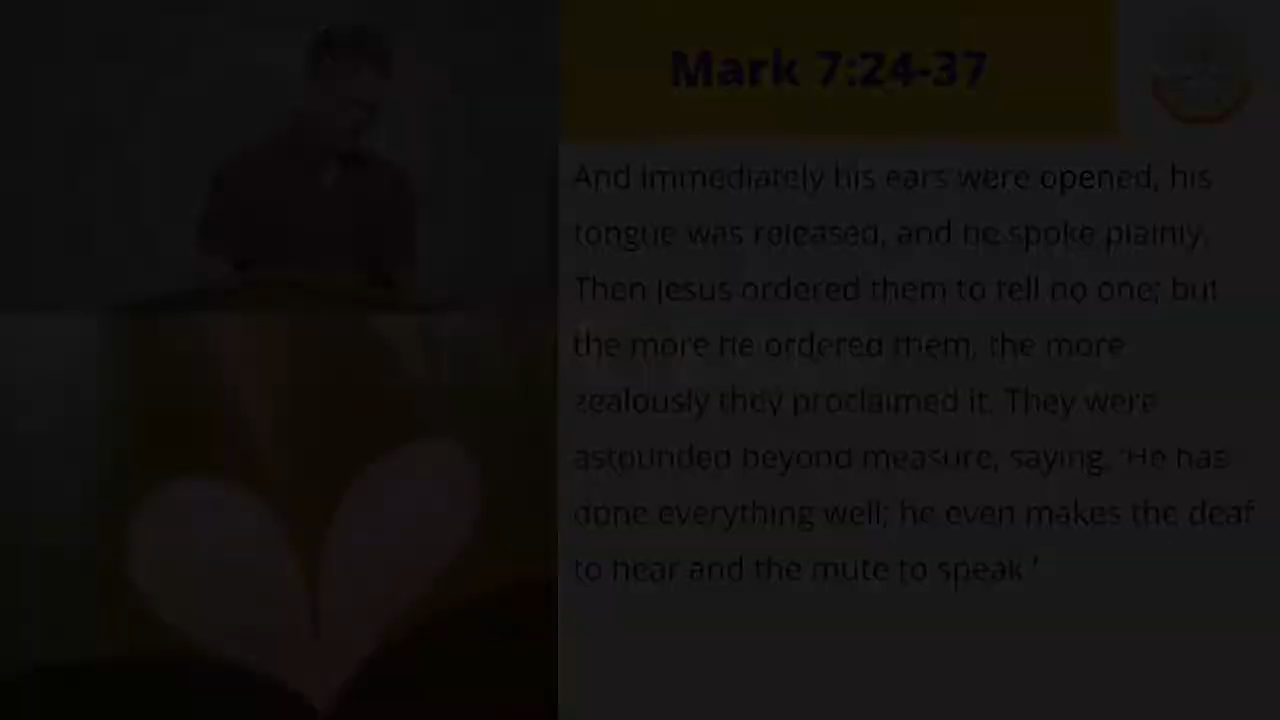 Mark 7:24-37
And immediately his ears were opened, his
tongue was released, and he spoke plainly.
Then Jesus ordered them to tell no one; but
the more he ordered them, the more
zealously they proclaimed it. They were
astounded beyond measure, saying, 'He has
done everything well; he even makes the deaf
to hear and the mute to speak.'